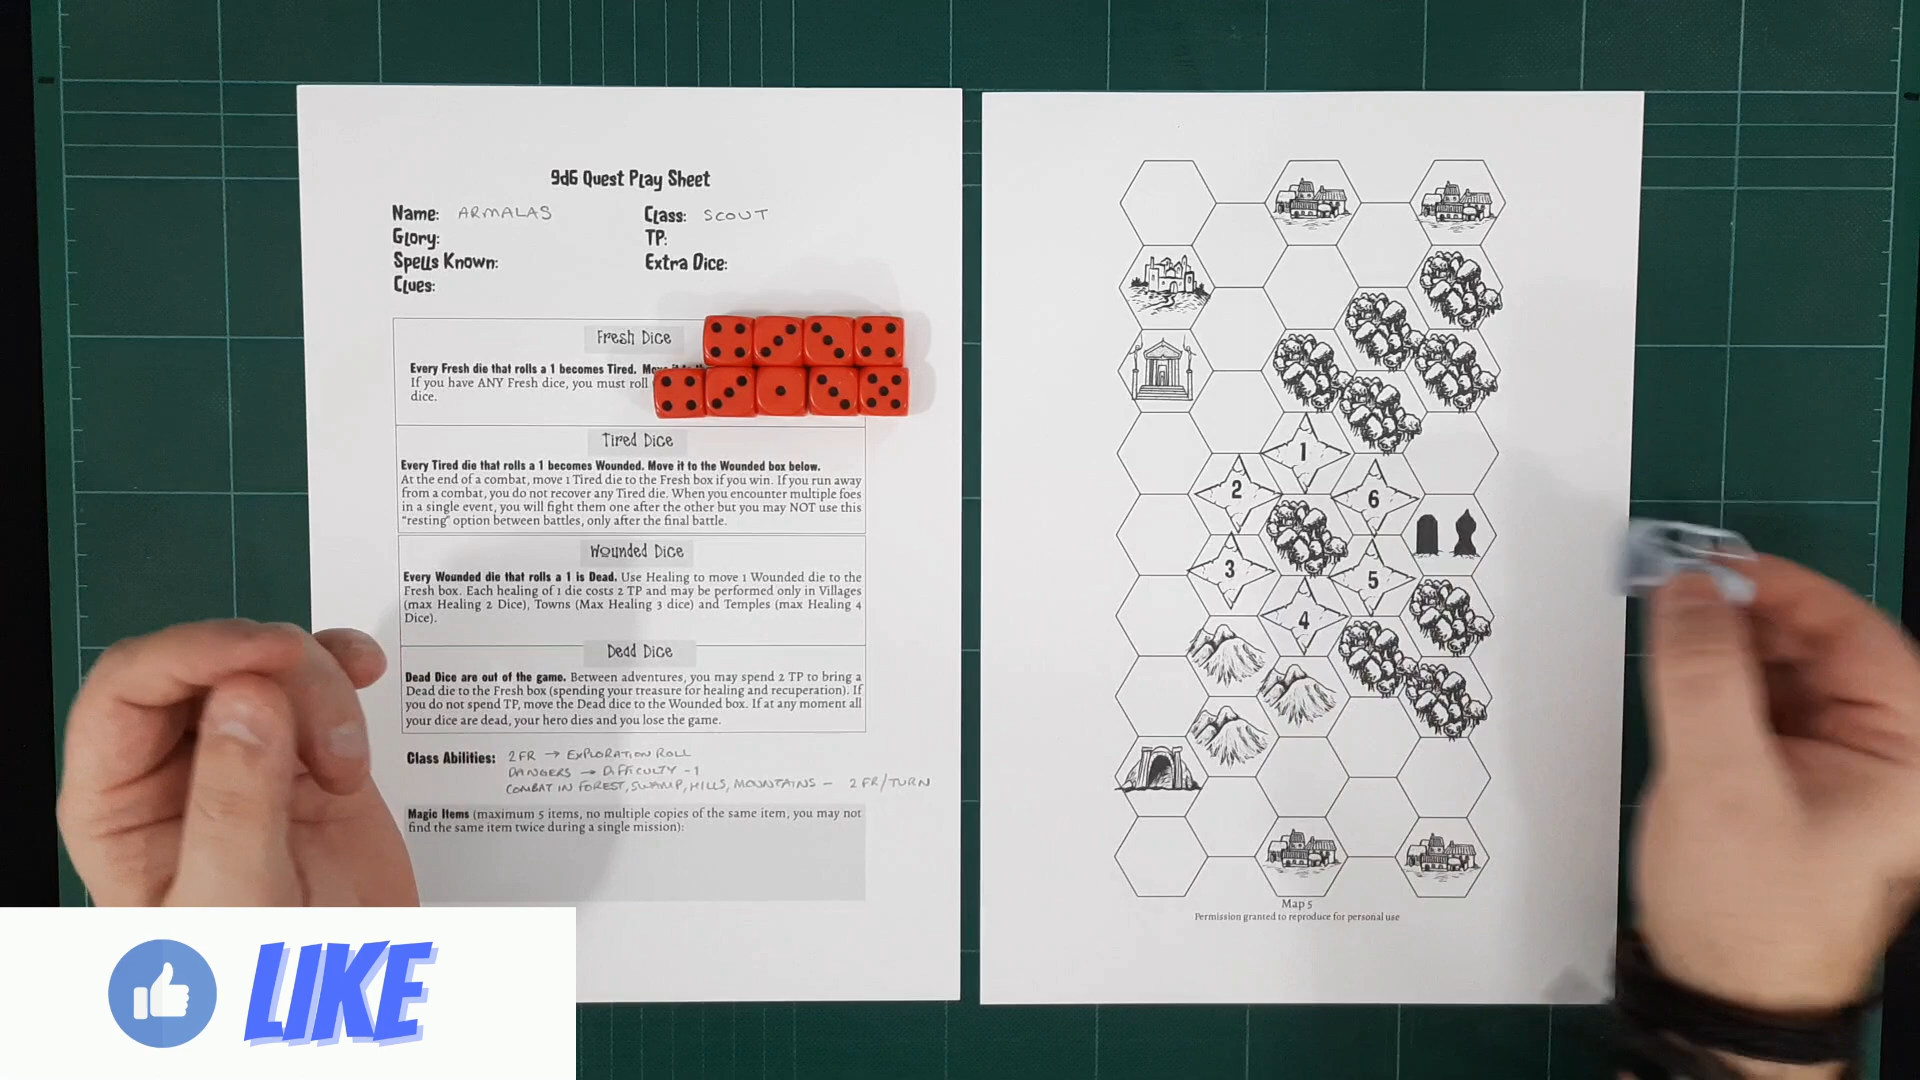 9d6 Quest Play Sheet
Name: ARMALAS
Class: SCOUT
Glory:
TP:
Spells Known:
Extra Dice:
Clues:
Fresh Dice
Every Fresh die that rolls a 1 becomes Tired.
If you have ANY Fresh dice, you must roll
dice.
Tired Dice
Every Tired die that rolls a 1 becomes Wounded. Move it to the Wounded box below.
At the end of a combat, move 1 Tired die to the Fresh box if you win. If you run away
from a combat, you do not recover any Tired die. When you encounter multiple foes
in a single event, you will fight them one after the other but you may NOT use this
"resting" option between battles, only after the final battle.
Wounded Dice
Every Wounded die that rolls a 1 is Dead. Use Healing to move 1 Wounded die to the
Fresh box. Each healing of 1 die costs 2 TP and may be performed only in Villages
(max Healing 2 Dice), Towns (Max Healing 3 dice) and Temples (max Healing 4
Dice).
Dead Dice
Dead Dice are out of the game. Between adventures, you may spend 2 TP to bring a
Dead die to the Fresh box (spending your treasure for healing and recuperation). If
you do not spend TP, move the Dead dice to the Wounded box. If at any moment all
your dice are dead, your hero dies and you lose the game.
Class Abilities: 2FR → EXPLORATION ROLL
DANGERS → DIFFICULTY -1
COMBAT IN FOREST, SWAMP, HILLS, MOUNTAINS - 2 FR/TURN
Magic Items (maximum 5 items, no multiple copies of the same item, you may not
find the same item twice during a single mission):
1
2
6
3
5
4
Map 5
Permission granted to reproduce for personal use
LIKE